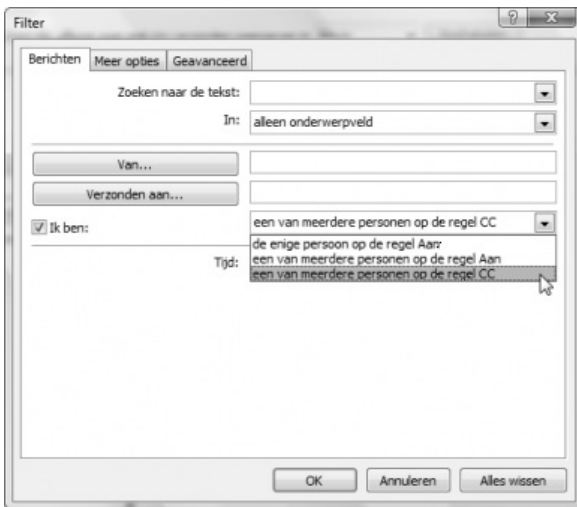 Filter
Berichten Meer opties Geavanceerd
Zoeken naar de tekst:
In: alleen onderwerpveld
Van...
Verzonden aan...
Ik ben: een van meerdere personen op de regel CC
de enige persoon op de regel Aan
Tijd: een van meerdere personen op de regel Aan
een van meerdere personen op de regel CC
OK Annuleren Alles wissen